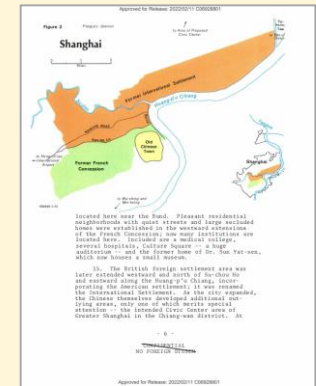 Approved for Release: 2022/02/11 C06928801
Figure 2
Shanghai
Former International Settlement
Huang-p'u Chiang
Nanking Road
Old
Chinese
Town
Former French
Concession
Shanghai
located here near the Bund. Pleasant residential
neighborhoods with quiet streets and large secluded
homes were established in the westward extensions
of the French Concession; now many institutions are
located here. Included are a medical college,
several hospitals, Culture Square -- a huge
auditorium -- and the former home of Dr. Sun Yat-sen,
which now houses a small museum.
15. The British foreign settlement area was
later extended westward and north of Su-chou Ho
and eastward along the Huang-p'u Chiang, incor-
porating the American settlement; it was renamed
the International Settlement. As the city expanded,
the Chinese themselves developed additional out-
lying areas, only one of which merits special
attention -- the intended Civic Center area of
Greater Shanghai in the Chiang-wan district. At
- 6 -
CONFIDENTIAL
NO FOREIGN DISSEM
Approved for Release: 2022/02/11 C06928801